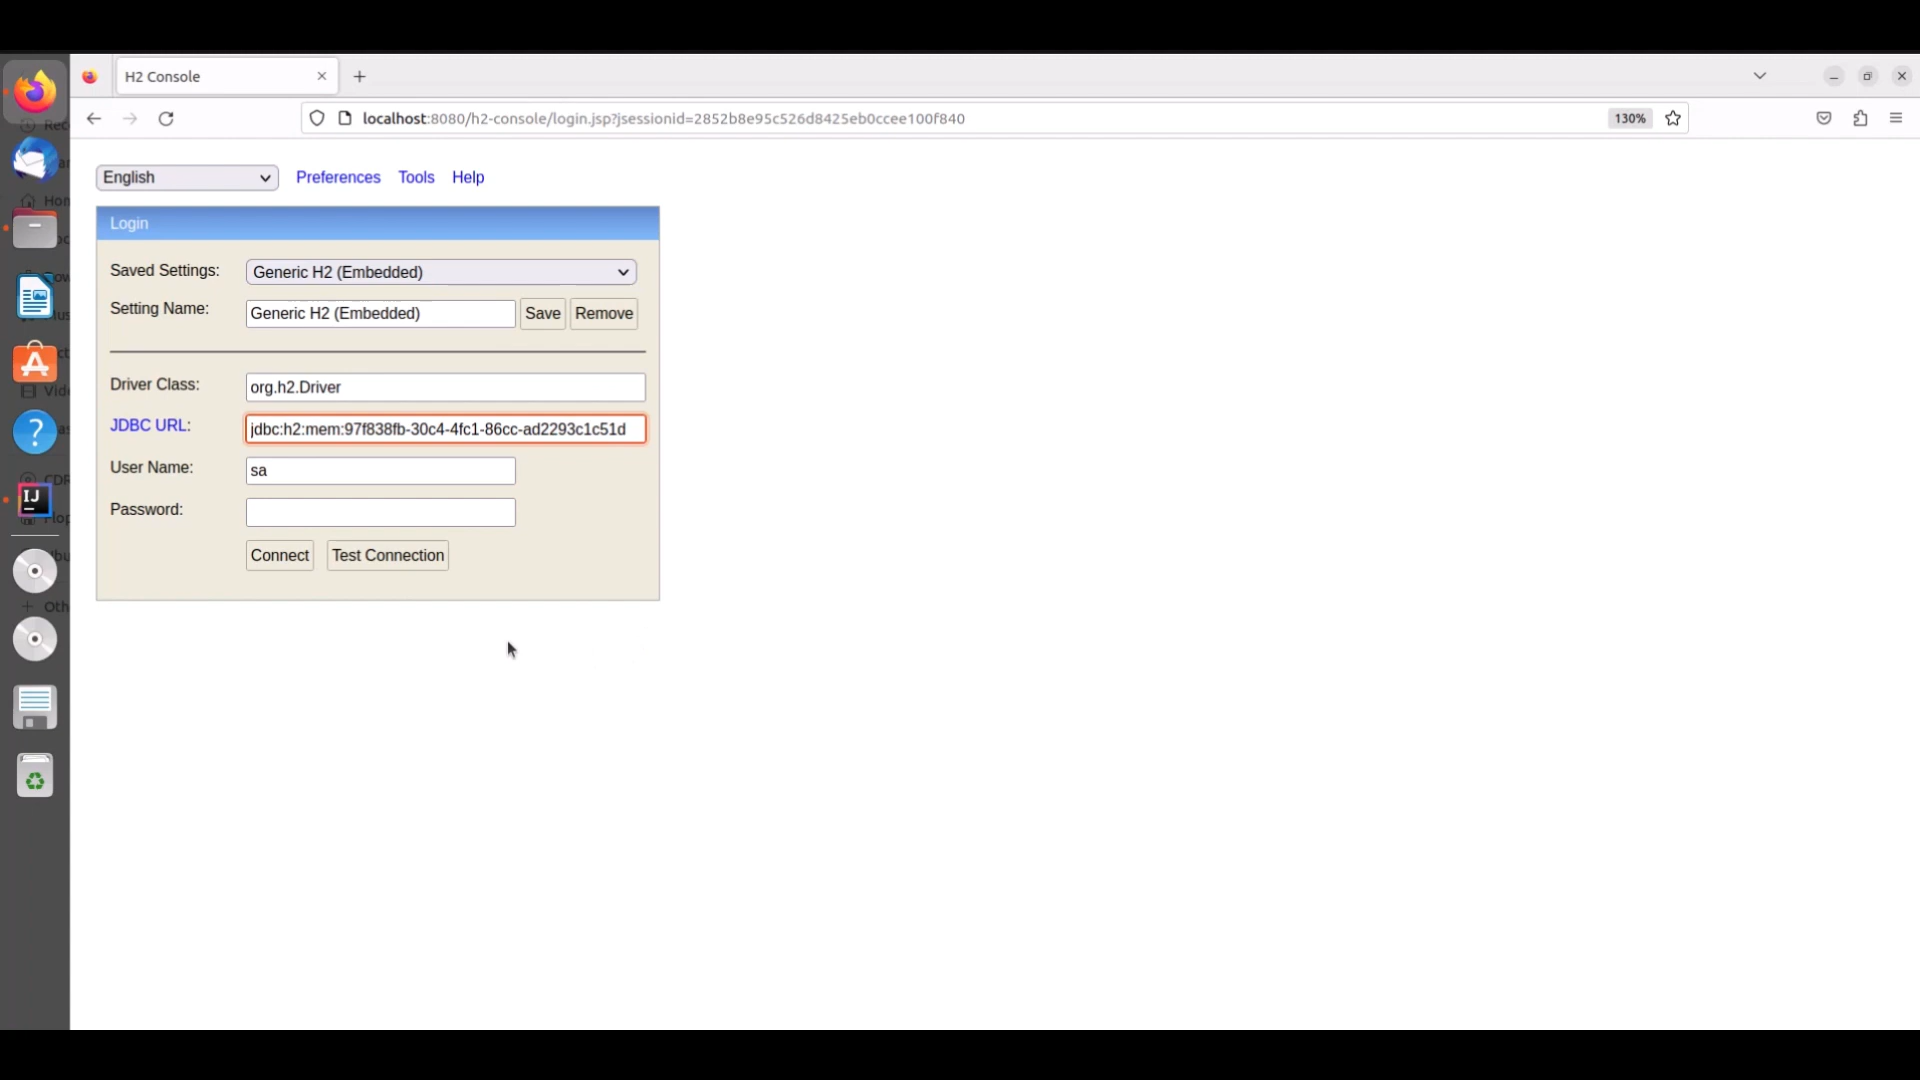 H2 Console
localhost:8080/h2-console/login.jsp?jsessionid=2852b8e95c526d8425eb0ccee100f840
130%
English Preferences Tools Help
Login
Saved Settings: Generic H2 (Embedded)
Setting Name: Generic H2 (Embedded) Save Remove
Driver Class: org.h2.Driver
JDBC URL: jdbc:h2:mem:97f838fb-30c4-4fc1-86cc-ad2293c1c51d
User Name: sa
Password:
Connect Test Connection
IJ